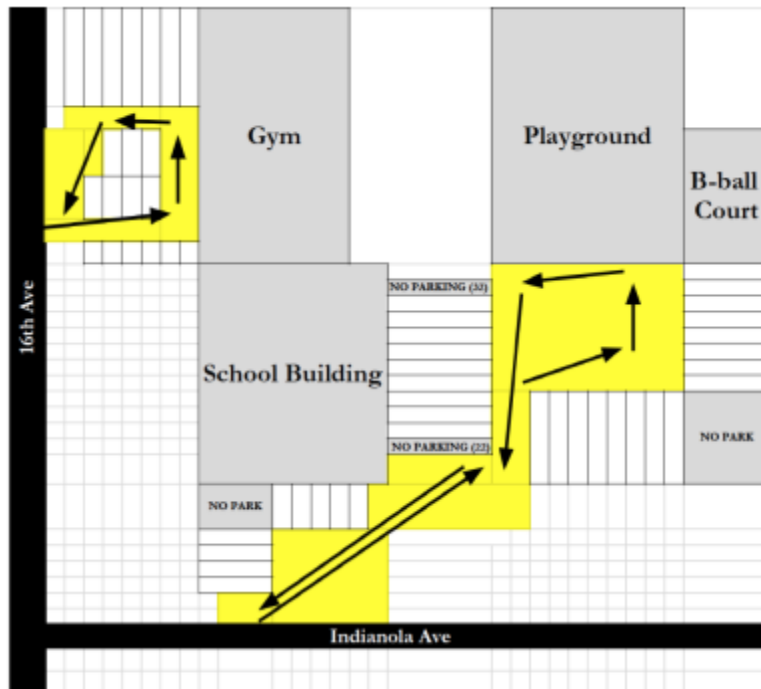 Gym
Playground
B-ball
Court
16th Ave
NO PARKING (32)
School Building
NO PARKING (22)
NO PARK
NO PARK
Indianola Ave